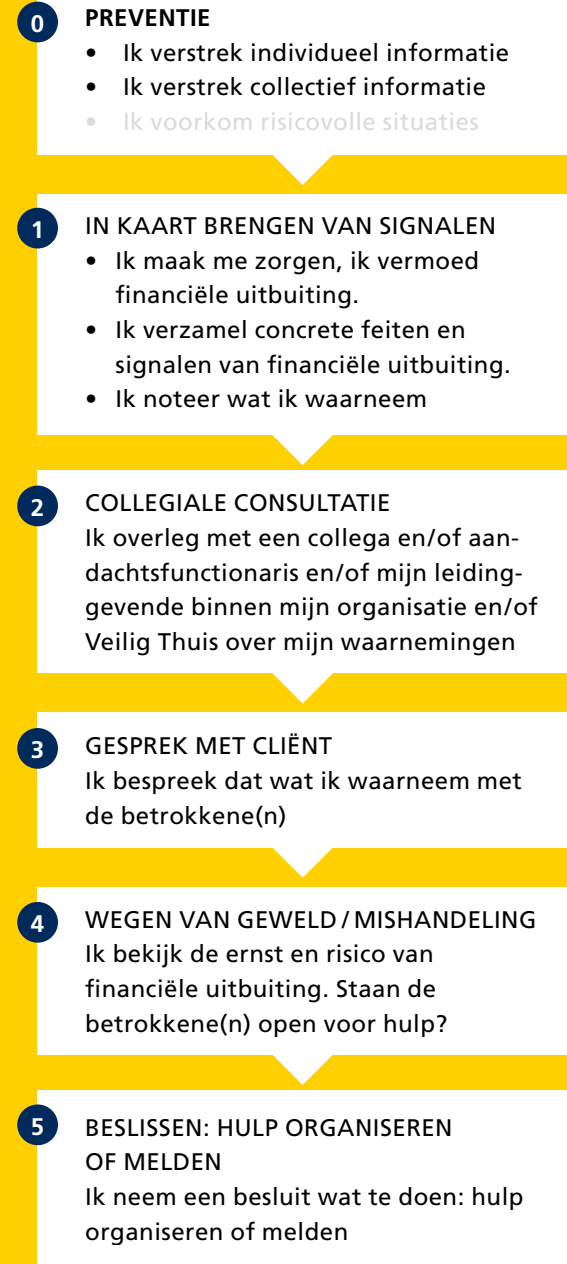 0 PREVENTIE
• Ik verstrek individueel informatie
• Ik verstrek collectief informatie
• Ik voorkom risicovolle situaties
1 IN KAART BRENGEN VAN SIGNALEN
• Ik maak me zorgen, ik vermoed
financiële uitbuiting.
• Ik verzamel concrete feiten en
signalen van financiële uitbuiting.
• Ik noteer wat ik waarneem
2 COLLEGIALE CONSULTATIE
Ik overleg met een collega en/of aan-
dachtsfunctionaris en/of mijn leiding-
gevende binnen mijn organisatie en/of
Veilig Thuis over mijn waarnemingen
3 GESPREK MET CLIËNT
Ik bespreek dat wat ik waarneem met
de betrokkene(n)
4 WEGEN VAN GEWELD / MISHANDELING
Ik bekijk de ernst en risico van
financiële uitbuiting. Staan de
betrokkene(n) open voor hulp?
5 BESLISSEN: HULP ORGANISEREN
OF MELDEN
Ik neem een besluit wat te doen: hulp
organiseren of melden